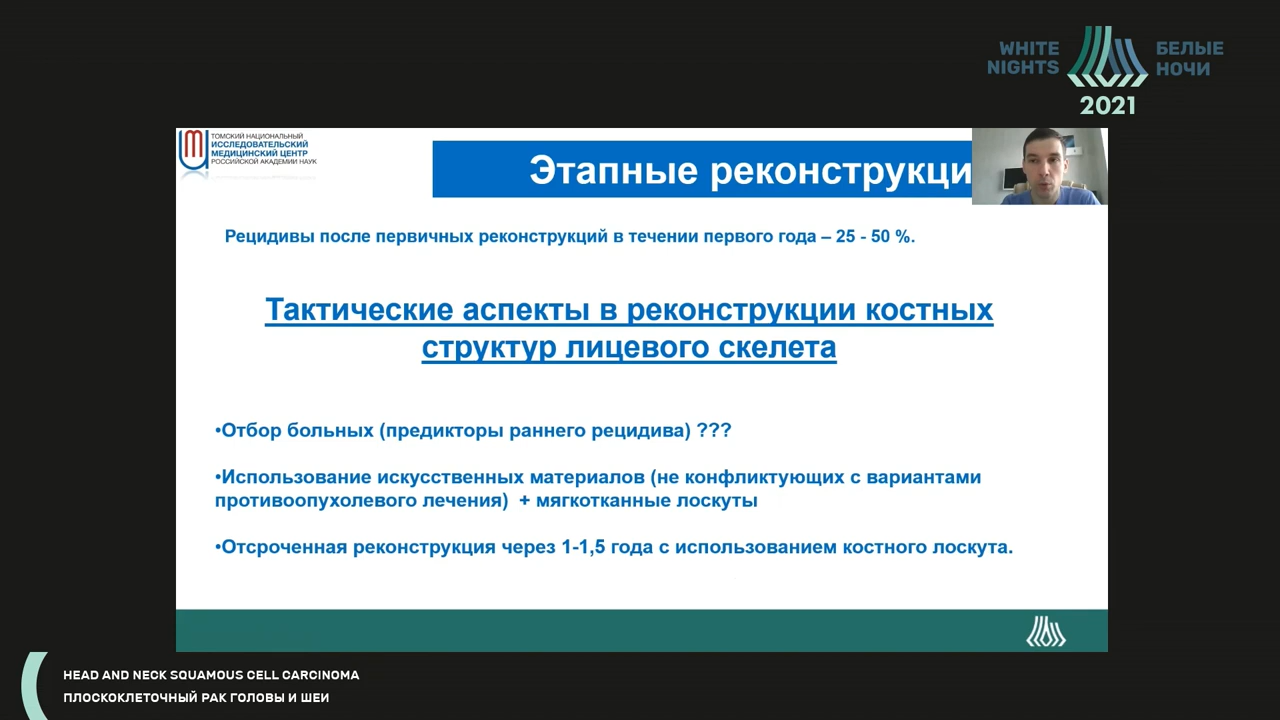 WHITE
NIGHTS
БЕЛЫЕ
НОЧИ
2021
ТОМСКИЙ НАЦИОНАЛЬНЫЙ
ИССЛЕДОВАТЕЛЬСКИЙ
МЕДИЦИНСКИЙ ЦЕНТР
РОССИЙСКОЙ АКАДЕМИИ НАУК
Этапные реконструкци
Рецидивы после первичных реконструкций в течении первого года – 25 - 50 %.
Тактические аспекты в реконструкции костных
структур лицевого скелета
•Отбор больных (предикторы раннего рецидива) ???
•Использование искусственных материалов (не конфликтующих с вариантами
противоопухолевого лечения) + мягкотканные лоскуты
•Отсроченная реконструкция через 1-1,5 года с использованием костного лоскута.
HEAD AND NECK SQUAMOUS CELL CARCINOMA
ПЛОСКОКЛЕТОЧНЫЙ РАК ГОЛОВЫ И ШЕИ